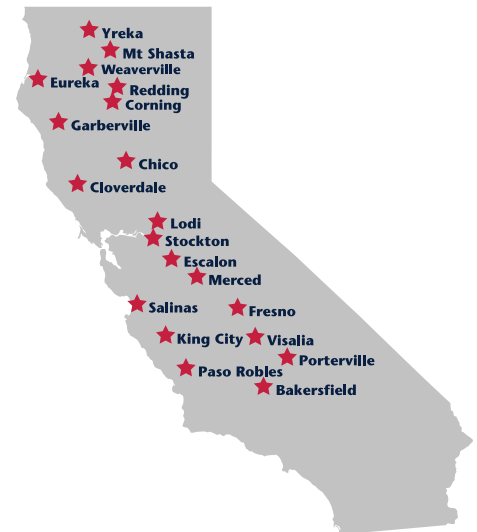 Yreka
Mt Shasta
Weaverville
Eureka
Redding
Corning
Garberville
Chico
Cloverdale
Lodi
Stockton
Escalon
Merced
Salinas
Fresno
King City
Visalia
Porterville
Paso Robles
Bakersfield